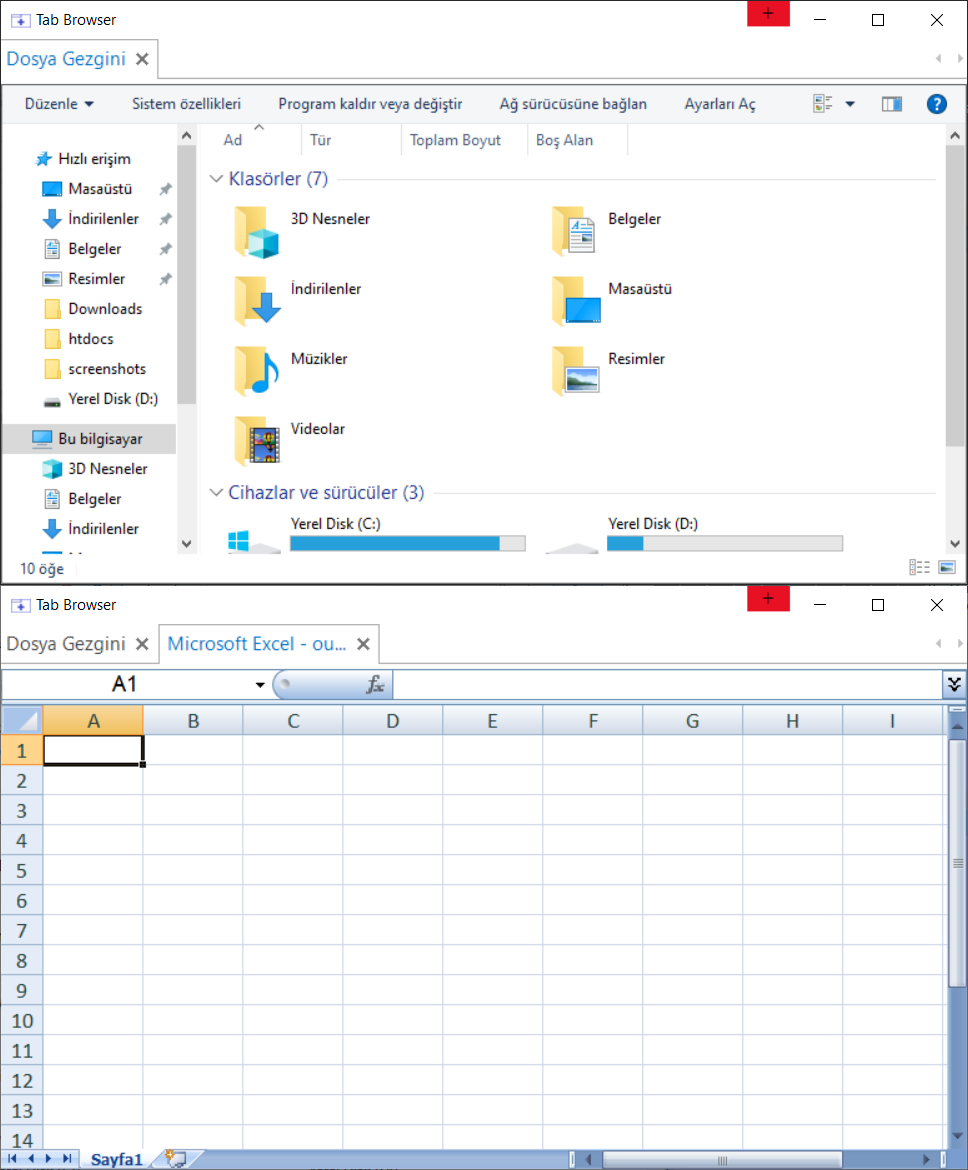 Tab Browser
Dosya Gezgini
Düzenle Sistem özellikleri Program kaldır veya değiştir Ağ sürücüsüne bağlan Ayarları Aç
Hızlı erişim
Masaüstü
İndirilenler
Belgeler
Resimler
Downloads
htdocs
screenshots
Yerel Disk (D:)
Bu bilgisayar
3D Nesneler
Belgeler
İndirilenler
Ad Tür Toplam Boyut Boş Alan
Klasörler (7)
3D Nesneler Belgeler
İndirilenler Masaüstü
Müzikler Resimler
Videolar
Cihazlar ve sürücüler (3)
Yerel Disk (C:) Yerel Disk (D:)
10 öğe
Tab Browser
Dosya Gezgini Microsoft Excel - ou...
A1 fx
A B C D E F G H I
1
2
3
4
5
6
7
8
9
10
11
12
13
14
Sayfa1